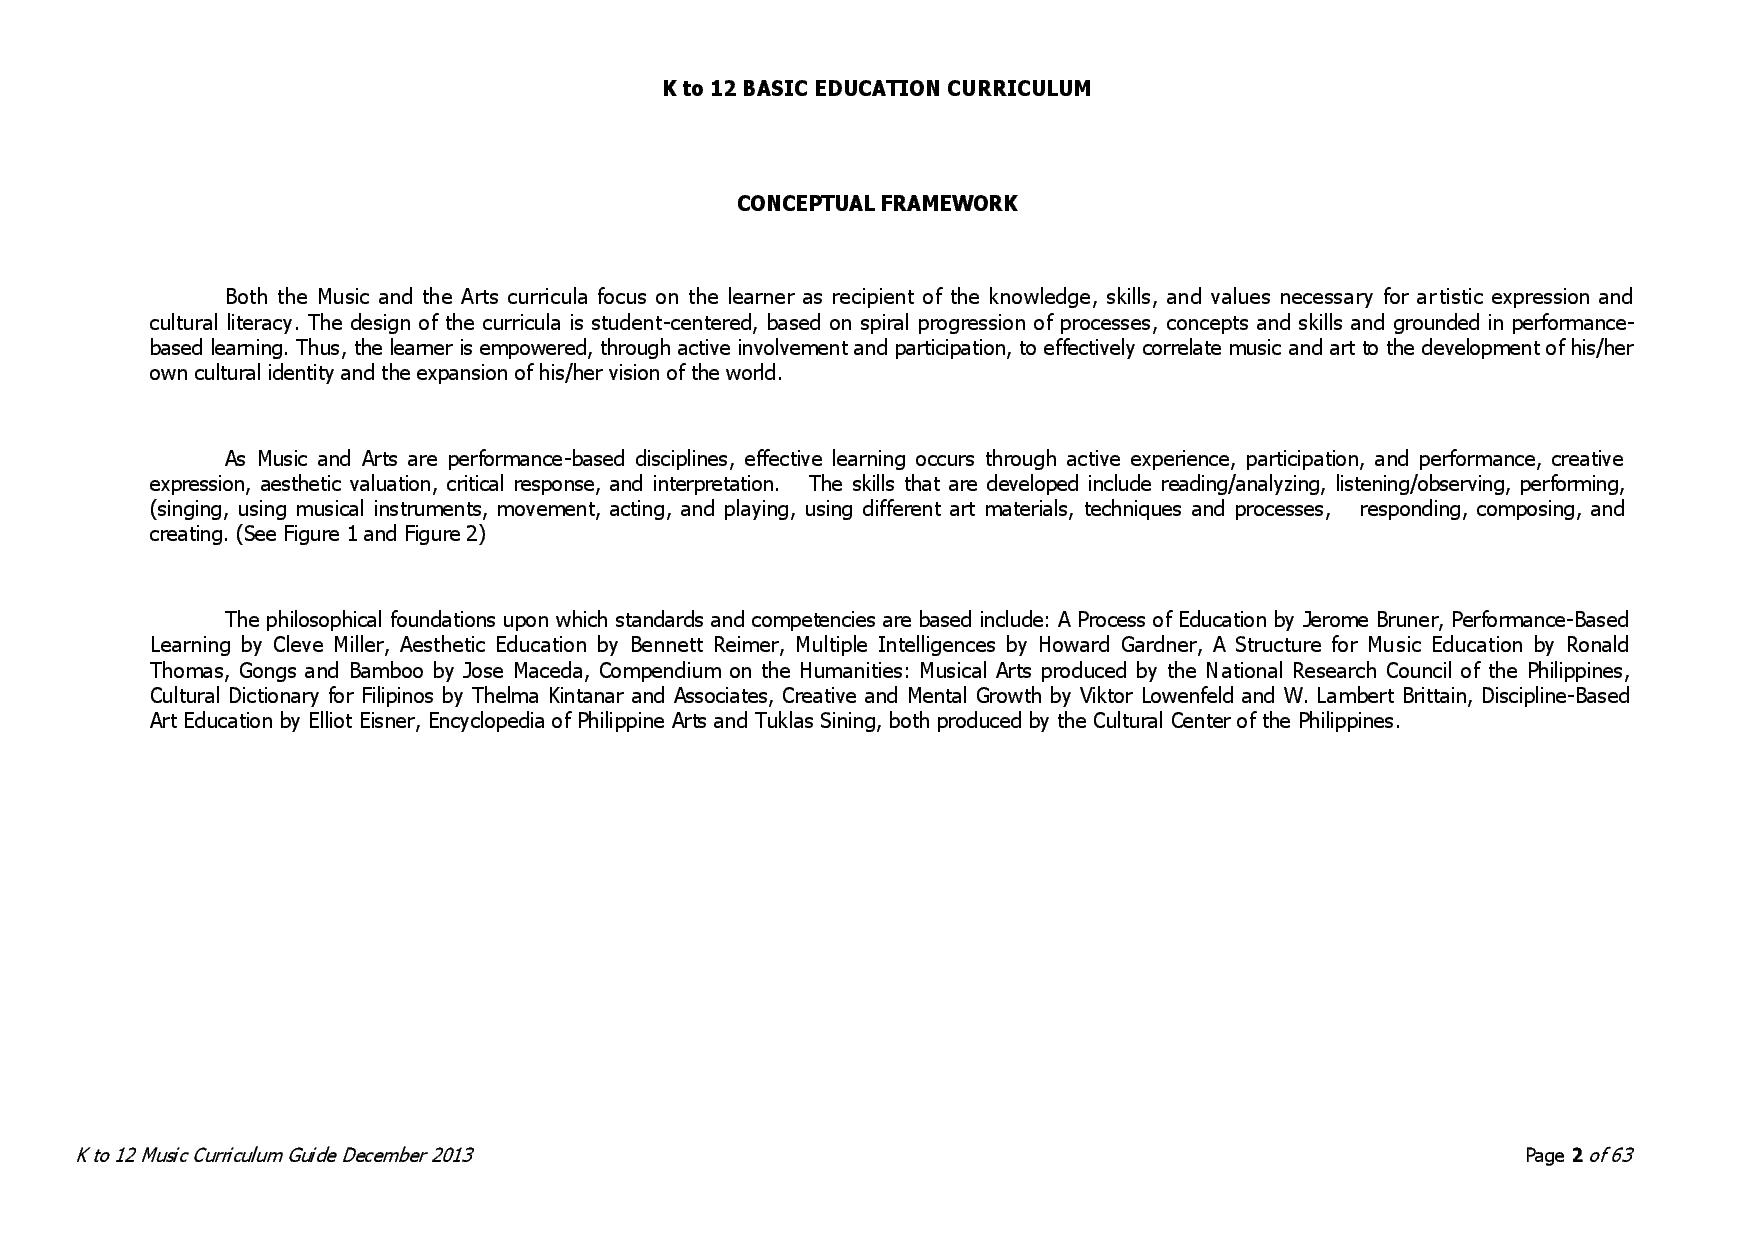 K to 12 BASIC EDUCATION CURRICULUM
CONCEPTUAL FRAMEWORK
Both the Music and the Arts curricula focus on the learner as recipient of the knowledge, skills, and values necessary for artistic expression and
cultural literacy. The design of the curricula is student-centered, based on spiral progression of processes, concepts and skills and grounded in performance-
based learning. Thus, the learner is empowered, through active involvement and participation, to effectively correlate music and art to the development of his/her
own cultural identity and the expansion of his/her vision of the world.
As Music and Arts are performance-based disciplines, effective learning occurs through active experience, participation, and performance, creative
expression, aesthetic valuation, critical response, and interpretation. The skills that are developed include reading/analyzing, listening/observing, performing,
(singing, using musical instruments, movement, acting, and playing, using different art materials, techniques and processes, responding, composing, and
creating. (See Figure 1 and Figure 2)
The philosophical foundations upon which standards and competencies are based include: A Process of Education by Jerome Bruner, Performance-Based
Learning by Cleve Miller, Aesthetic Education by Bennett Reimer, Multiple Intelligences by Howard Gardner, A Structure for Music Education by Ronald
Thomas, Gongs and Bamboo by Jose Maceda, Compendium on the Humanities: Musical Arts produced by the National Research Council of the Philippines,
Cultural Dictionary for Filipinos by Thelma Kintanar and Associates, Creative and Mental Growth by Viktor Lowenfeld and W. Lambert Brittain, Discipline-Based
Art Education by Elliot Eisner, Encyclopedia of Philippine Arts and Tuklas Sining, both produced by the Cultural Center of the Philippines.
K to 12 Music Curriculum Guide December 2013
Page 2 of 63